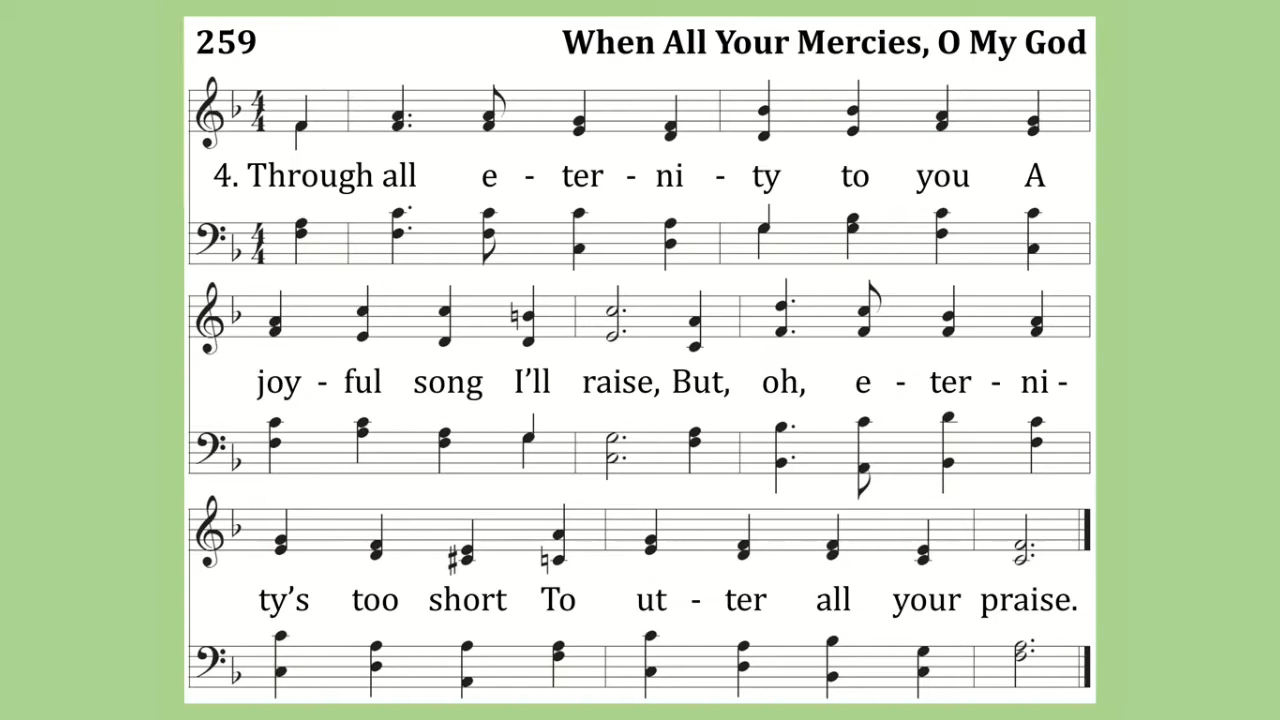 259 When All Your Mercies, O My God
4. Through all e - ter - ni - ty to you A
joy - ful song I’ll raise, But, oh, e - ter - ni -
ty’s too short To ut - ter all your praise.